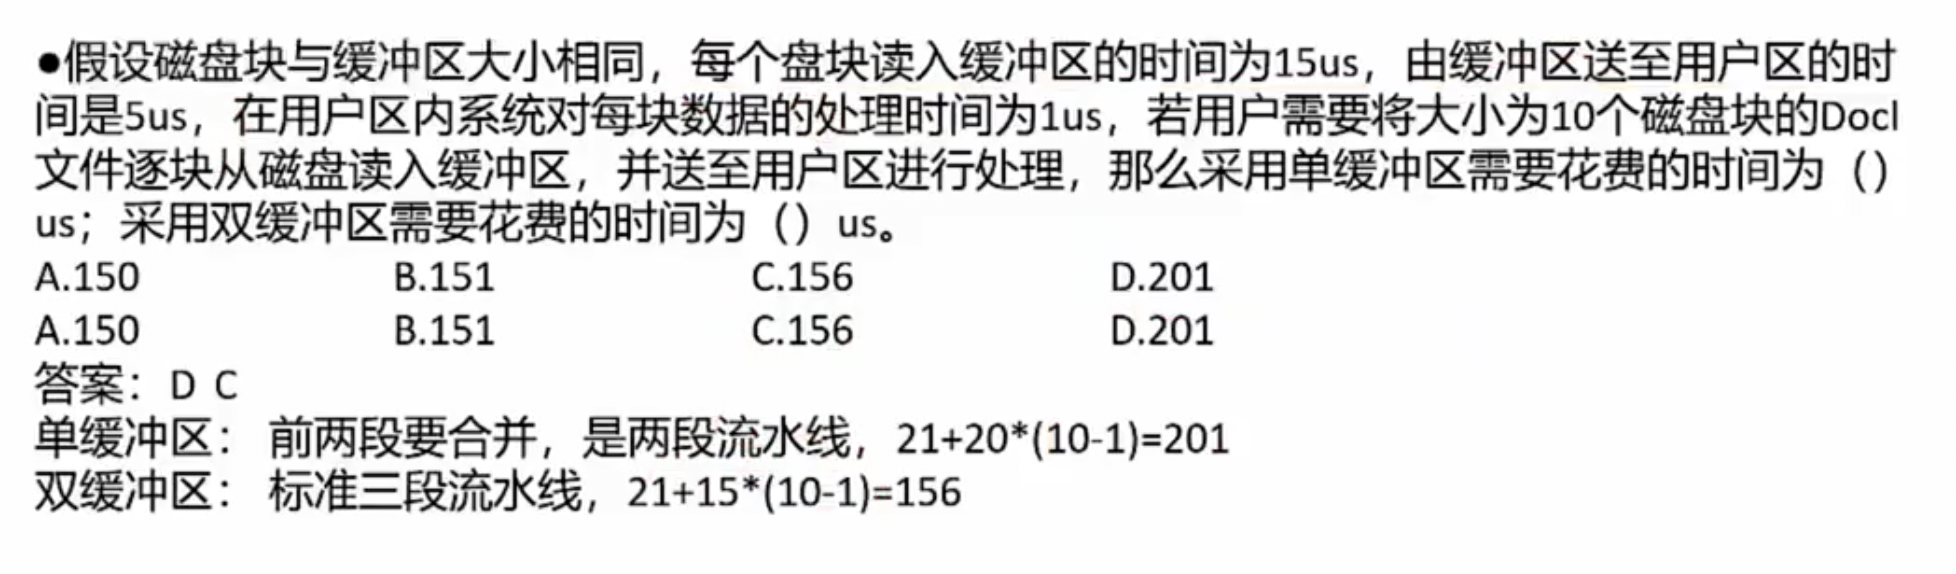 ●假设磁盘块与缓冲区大小相同，每个盘块读入缓冲区的时间为15us，由缓冲区送至用户区的时
间是5us，在用户区内系统对每块数据的处理时间为1us，若用户需要将大小为10个磁盘块的Docl
文件逐块从磁盘读入缓冲区，并送至用户区进行处理，那么采用单缓冲区需要花费的时间为（）
us；采用双缓冲区需要花费的时间为（）us。
A.150 B.151 C.156 D.201
A.150 B.151 C.156 D.201
答案：D C
单缓冲区： 前两段要合并，是两段流水线，21+20*(10-1)=201
双缓冲区： 标准三段流水线，21+15*(10-1)=156